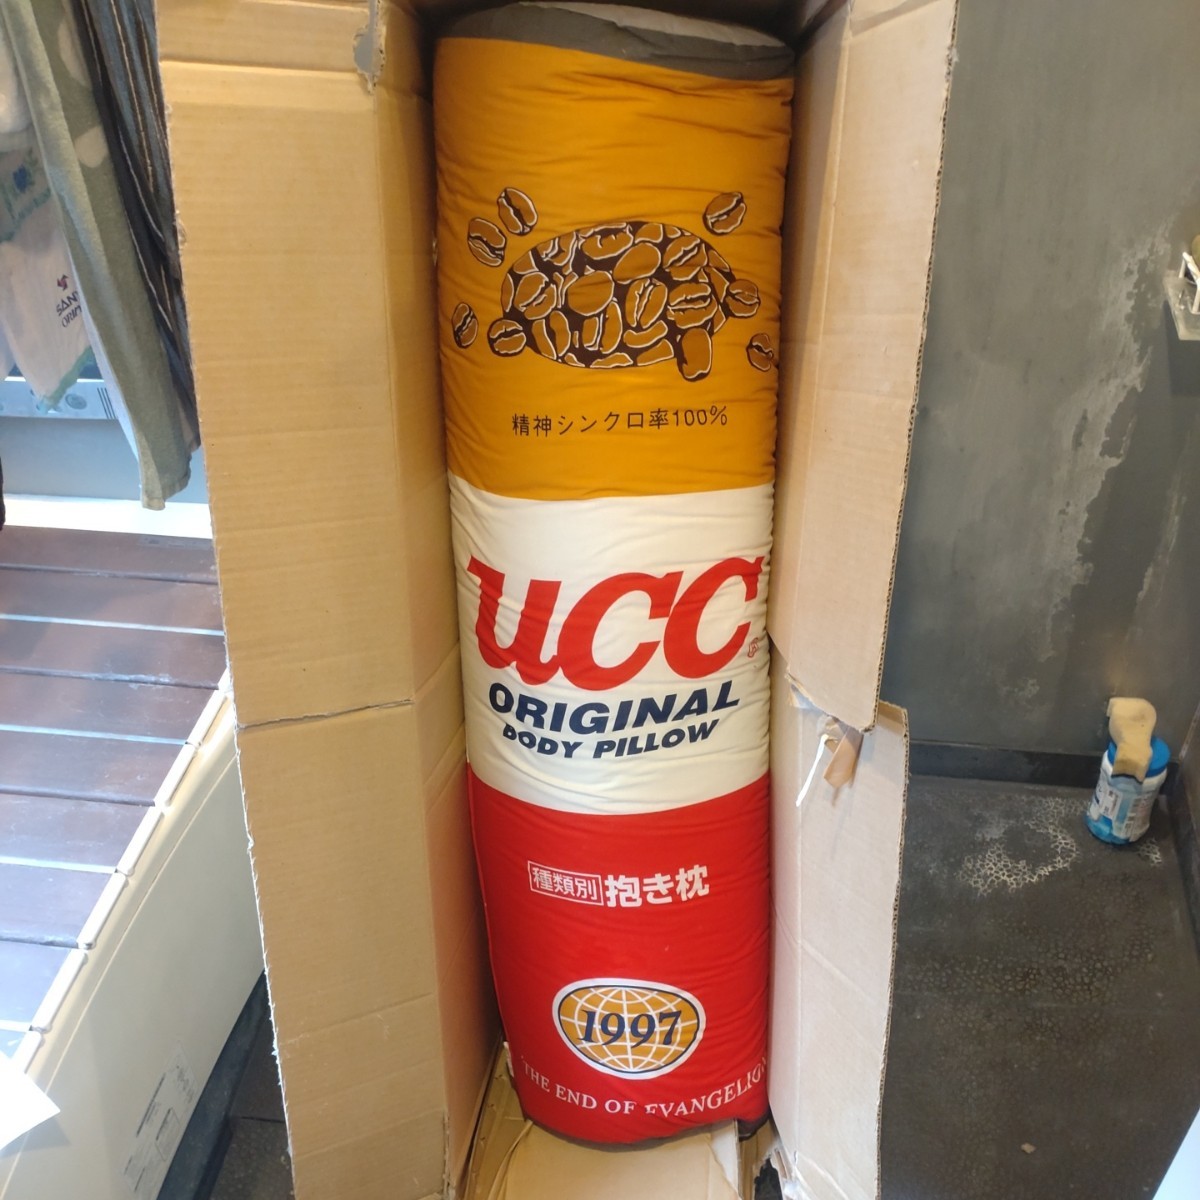 精神シンクロ率100%
UCC
ORIGINAL
BODY PILLOW
種類別 抱き枕
1997
THE END OF EVANGELION